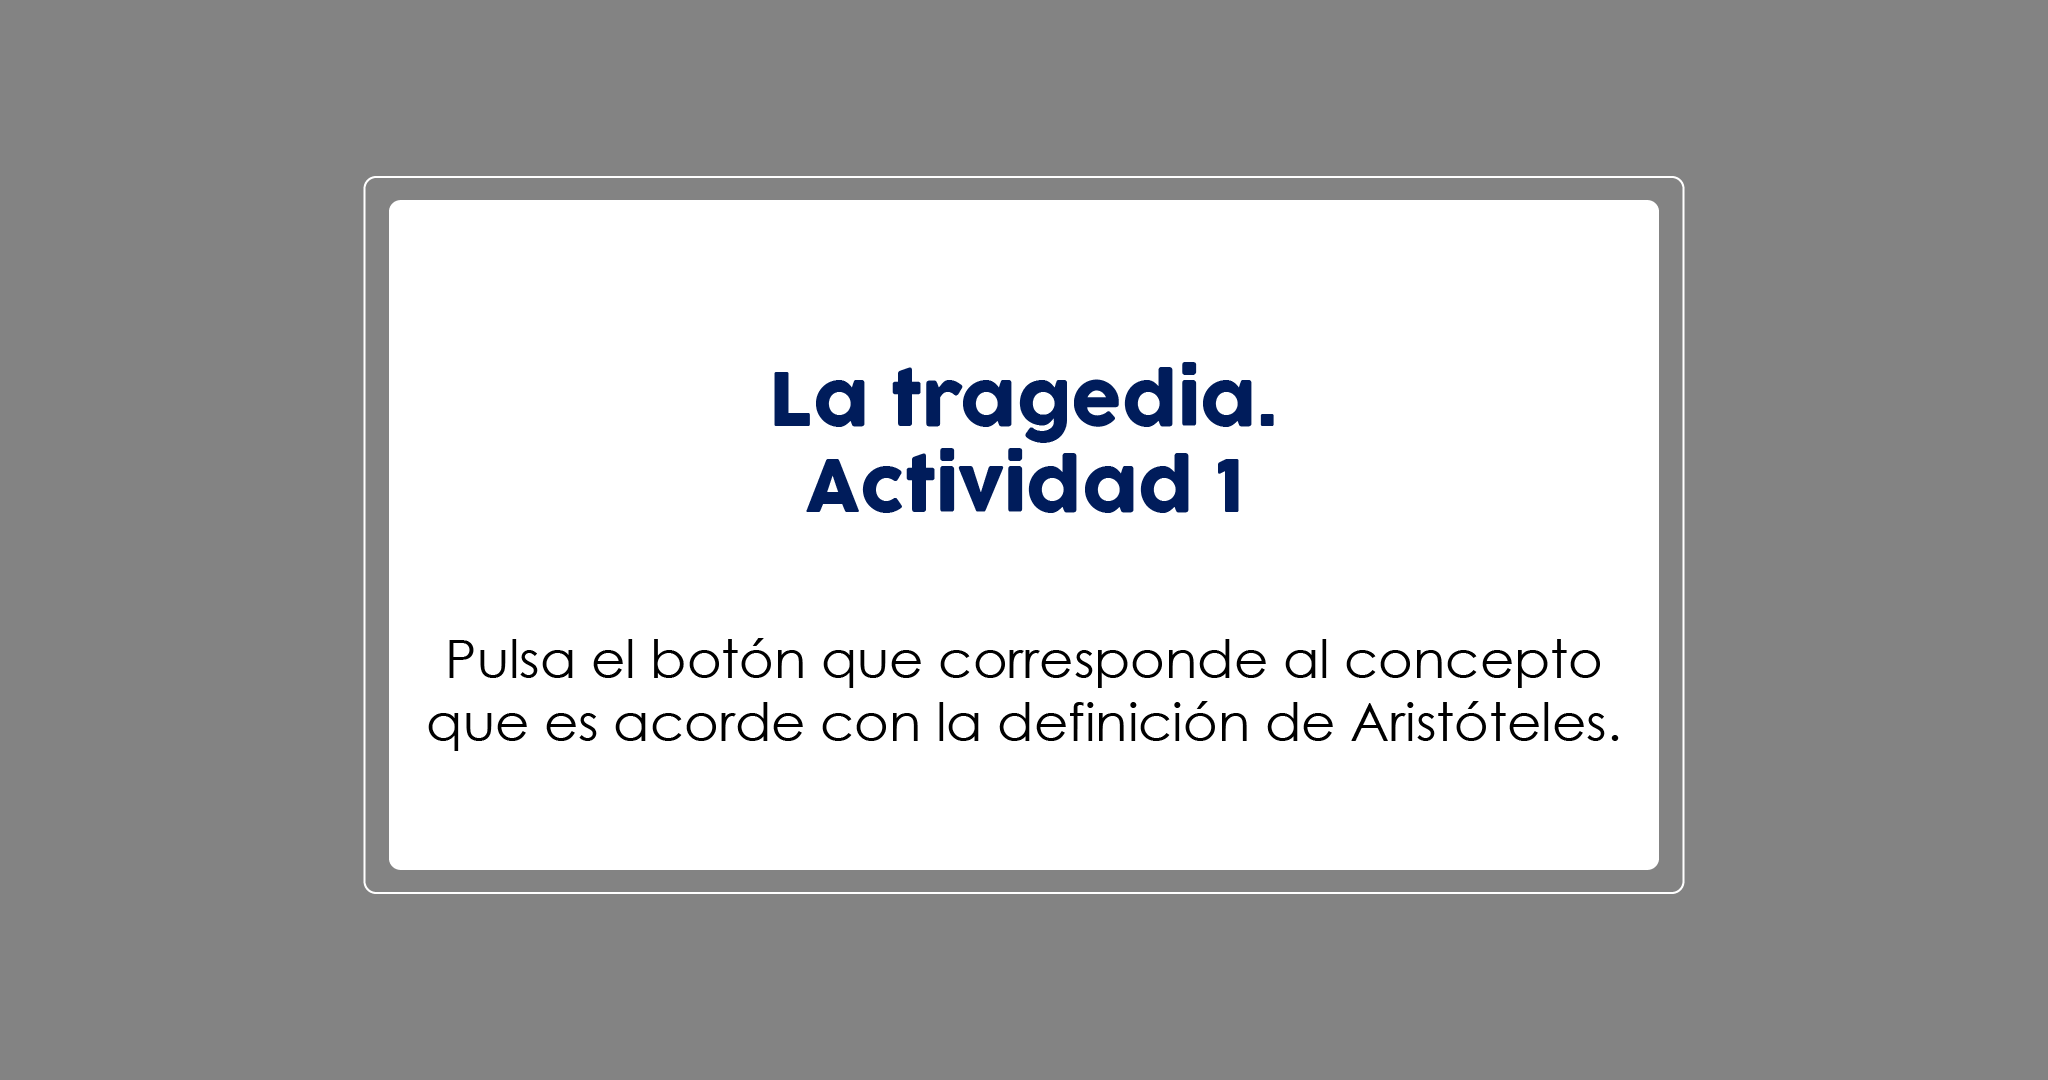 La tragedia.
Actividad 1
Pulsa el botón que corresponde al concepto
que es acorde con la definición de Aristóteles.